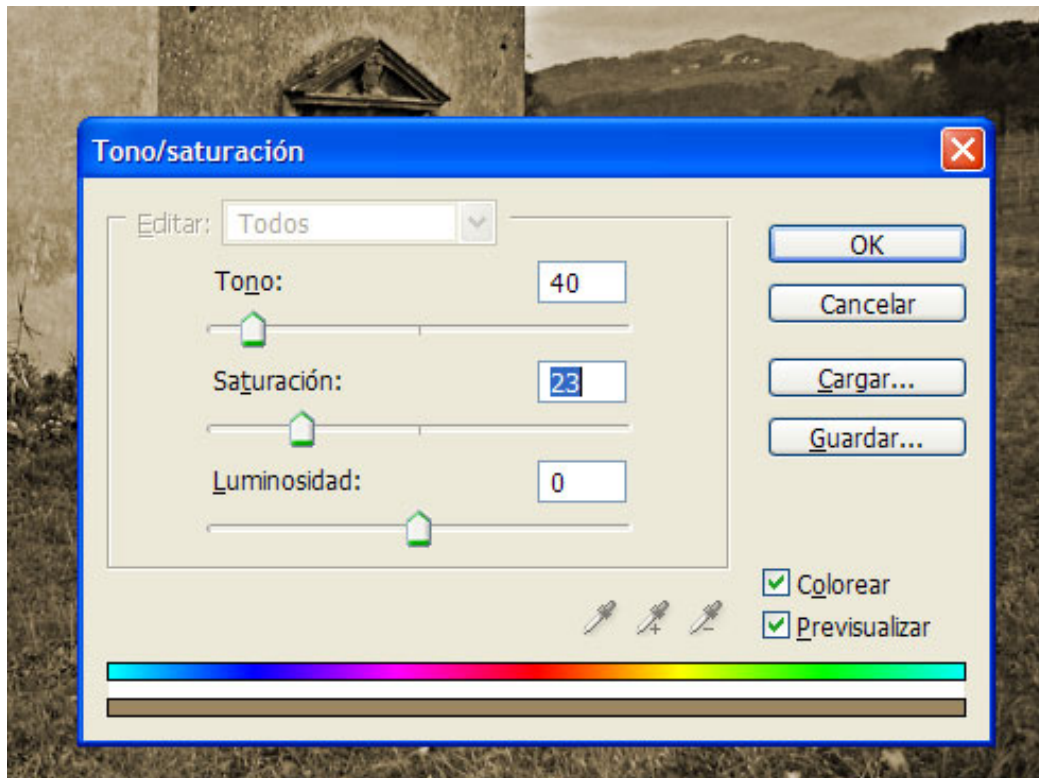 Tono/saturación
Editar: Todos
Tono: 40
Saturación: 23
Luminosidad: 0
OK
Cancelar
Cargar...
Guardar...
Colorear
Previsualizar